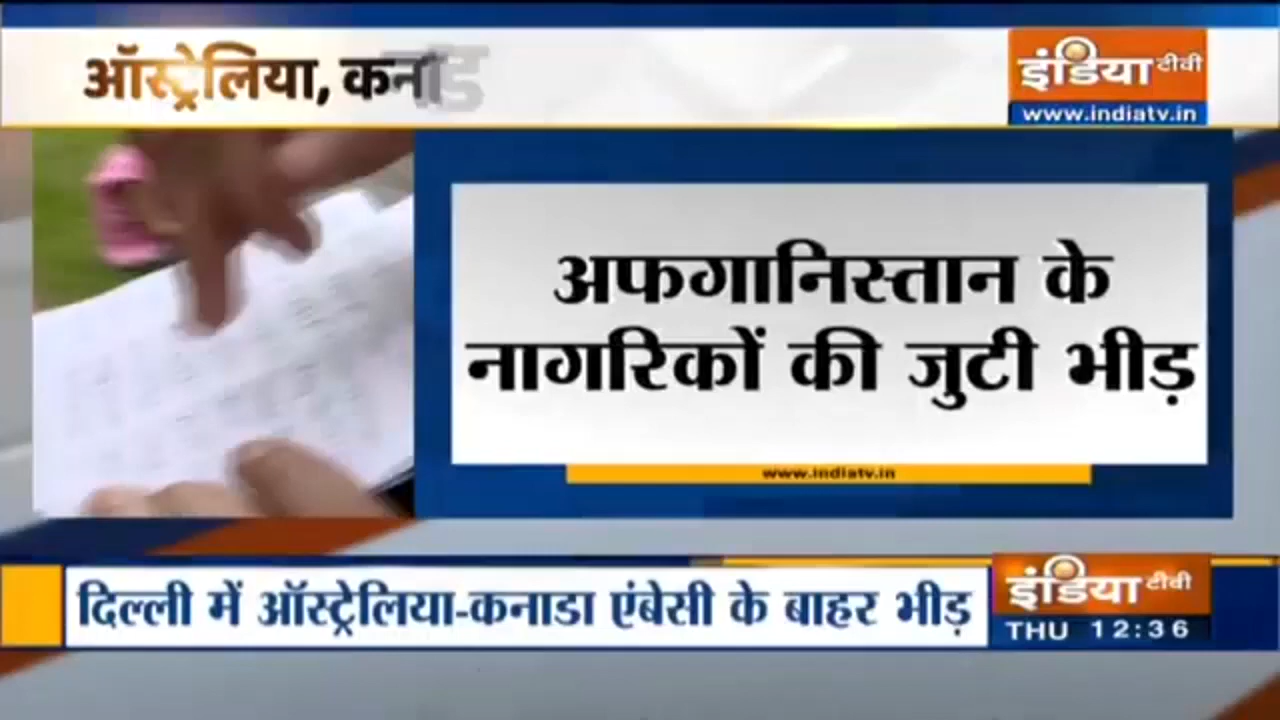 ऑस्ट्रेलिया, कनाड
इंडिया टीवी
www.indiatv.in
अफगानिस्तान के
नागरिकों की जुटी भीड़
www.indiatv.in
दिल्ली में ऑस्ट्रेलिया-कनाडा एंबेसी के बाहर भीड़
इंडिया टीवी
THU 12:36